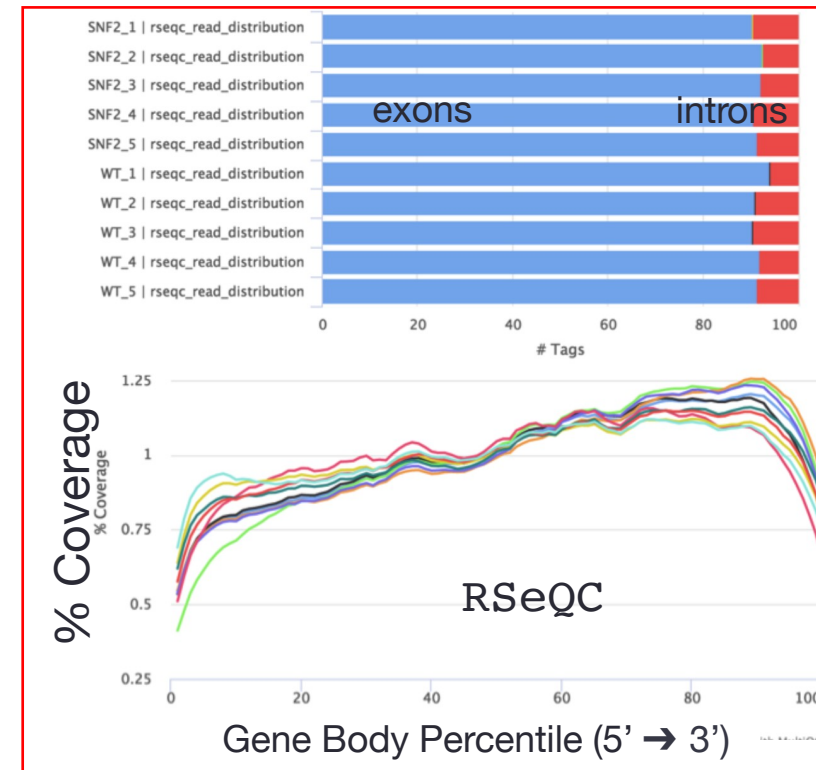 SNF2_1 | rseqc_read_distribution
SNF2_2 | rseqc_read_distribution
SNF2_3 | rseqc_read_distribution
SNF2_4 | rseqc_read_distribution
exons introns
SNF2_5 | rseqc_read_distribution
WT_1 | rseqc_read_distribution
WT_2 | rseqc_read_distribution
WT_3 | rseqc_read_distribution
WT_4 | rseqc_read_distribution
WT_5 | rseqc_read_distribution
0 20 40 60 80 100
# Tags
% Coverage
% Coverage
1.25
1
0.75
0.5
0.25
RSeQC
0 20 40 60 80 100
Gene Body Percentile (5’ ➔ 3’)